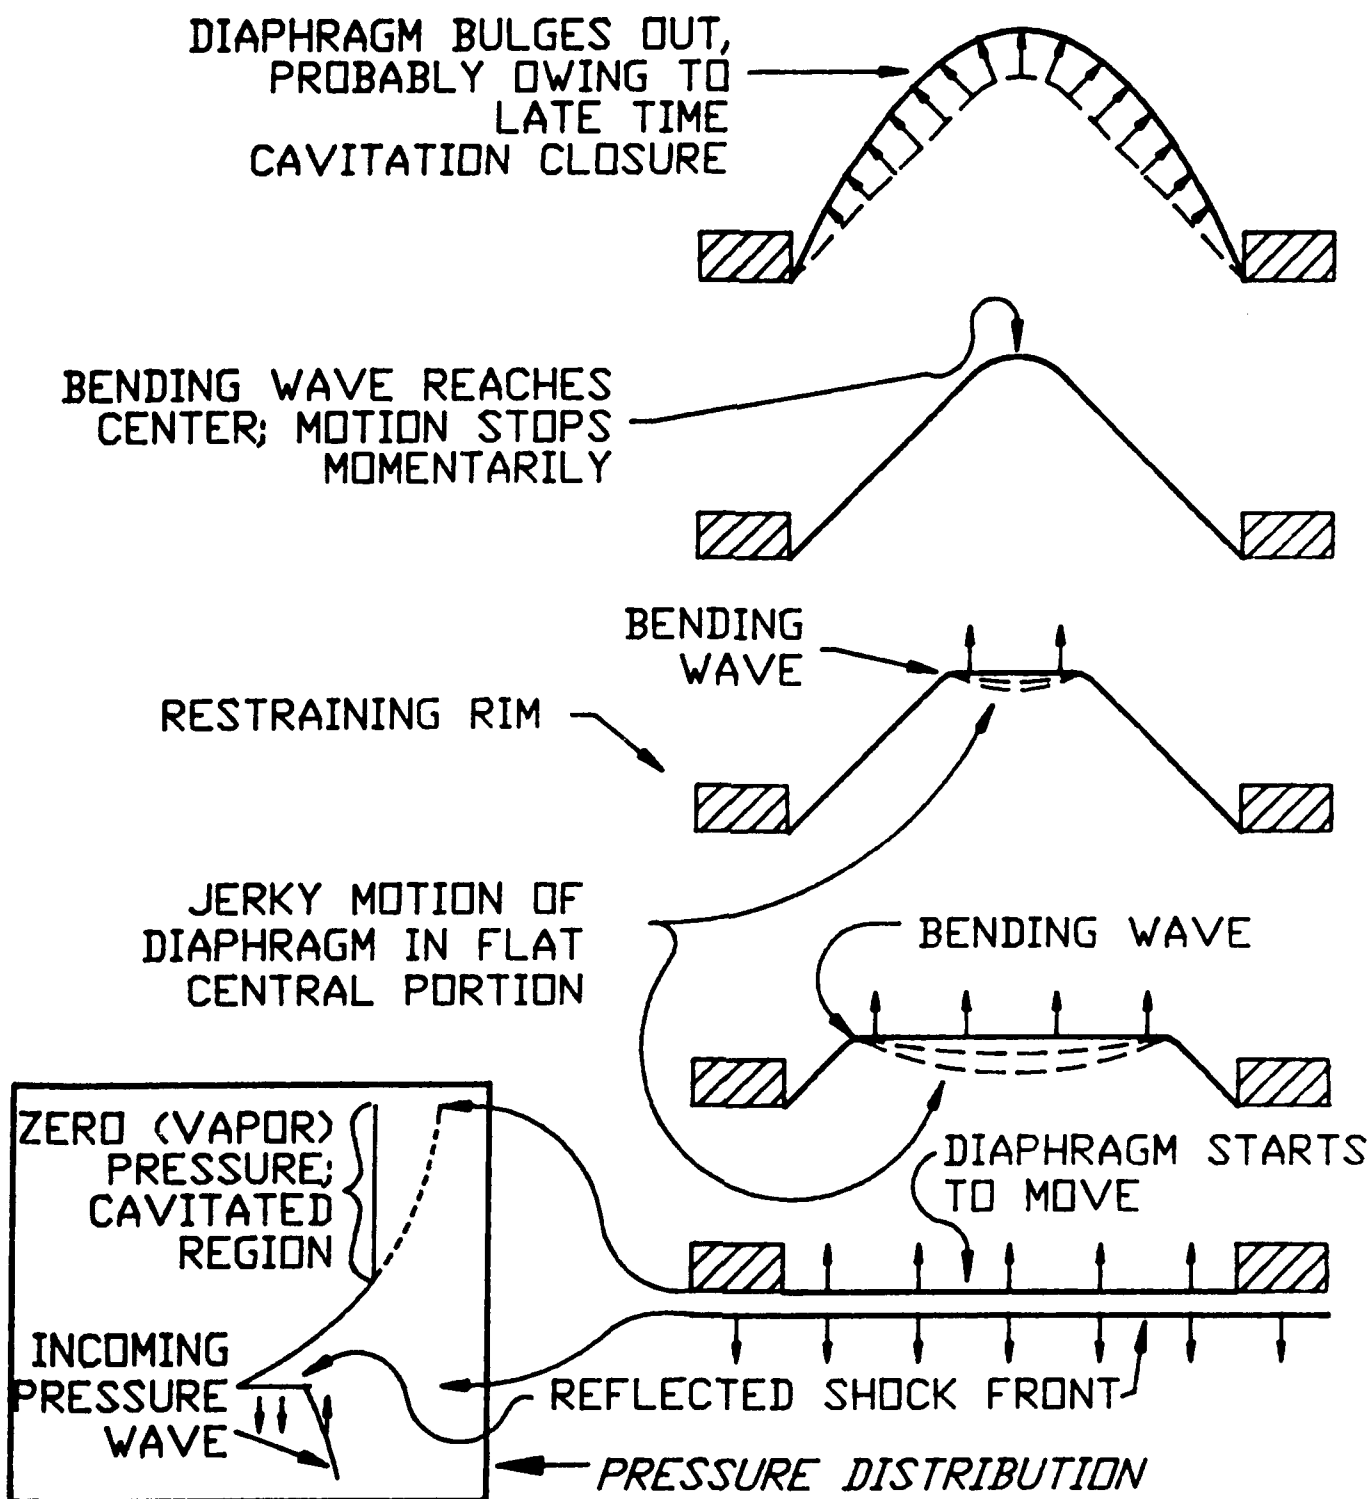 DIAPHRAGM BULGES OUT,
PROBABLY OWING TO
LATE TIME
CAVITATION CLOSURE
BENDING WAVE REACHES
CENTER; MOTION STOPS
MOMENTARILY
BENDING
WAVE
RESTRAINING RIM
JERKY MOTION OF
DIAPHRAGM IN FLAT
CENTRAL PORTION
BENDING WAVE
ZERO (VAPOR)
PRESSURE;
CAVITATED
REGION
DIAPHRAGM STARTS
TO MOVE
INCOMING
PRESSURE
WAVE
REFLECTED SHOCK FRONT
PRESSURE DISTRIBUTION